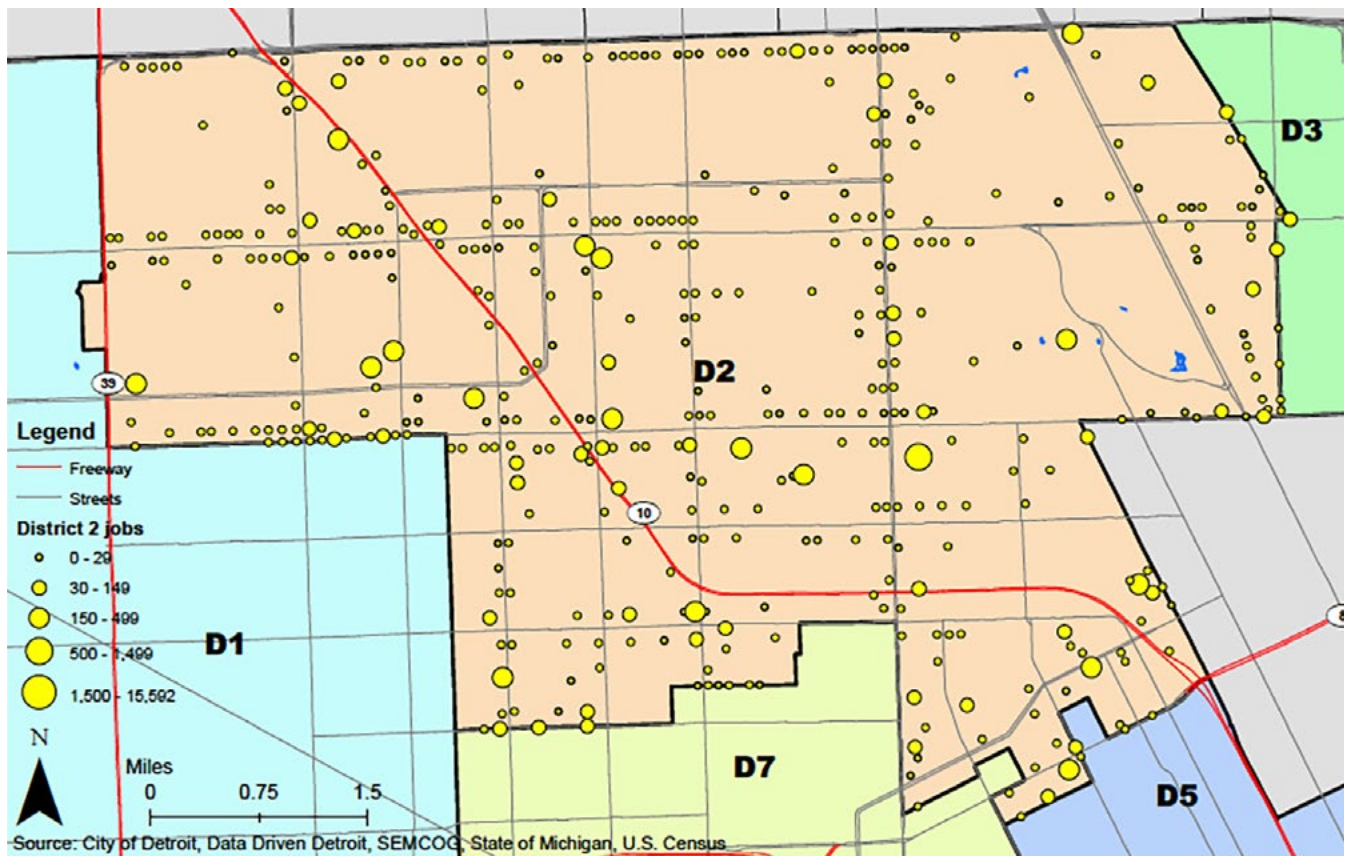 D3
D2
39
Legend
Freeway
Streets
District 2 jobs
0 - 29
30 - 149
150 - 499
500 - 1,499
1,500 - 15,592
10
8
D1
N
Miles
0 0.75 1.5
D7
D5
Source: City of Detroit, Data Driven Detroit, SEMCOG, State of Michigan, U.S. Census